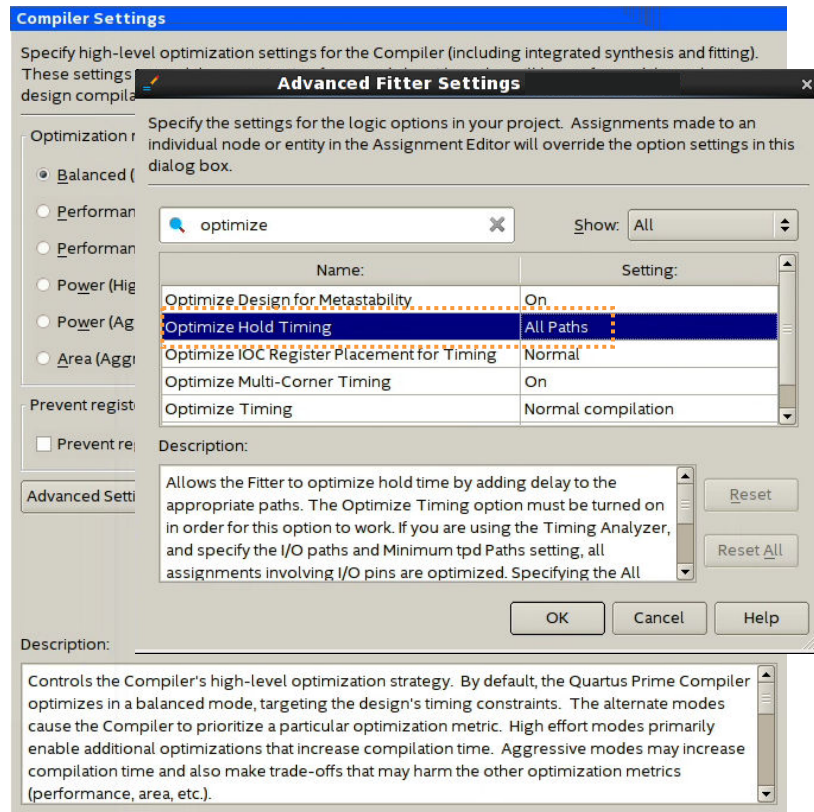 Compiler Settings
Specify high-level optimization settings for the Compiler (including integrated synthesis and fitting).
These settings
design compila
Optimization
Balanced (
Performan
Performan
Power (Hig
Power (Ag
Area (Aggr
Prevent regist
Prevent re
Advanced Setti
Advanced Fitter Settings
Specify the settings for the logic options in your project. Assignments made to an
individual node or entity in the Assignment Editor will override the option settings in this
dialog box.
optimize
Show: All
Name: Setting:
Optimize Design for Metastability On
Optimize Hold Timing All Paths
Optimize IOC Register Placement for Timing Normal
Optimize Multi-Corner Timing On
Optimize Timing Normal compilation
Description:
Allows the Fitter to optimize hold time by adding delay to the
appropriate paths. The Optimize Timing option must be turned on
in order for this option to work. If you are using the Timing Analyzer,
and specify the I/O paths and Minimum tpd Paths setting, all
assignments involving I/O pins are optimized. Specifying the All
Reset
Reset All
OK Cancel Help
Description:
Controls the Compiler's high-level optimization strategy. By default, the Quartus Prime Compiler
optimizes in a balanced mode, targeting the design's timing constraints. The alternate modes
cause the Compiler to prioritize a particular optimization metric. High effort modes primarily
enable additional optimizations that increase compilation time. Aggressive modes may increase
compilation time and also make trade-offs that may harm the other optimization metrics
(performance, area, etc.).